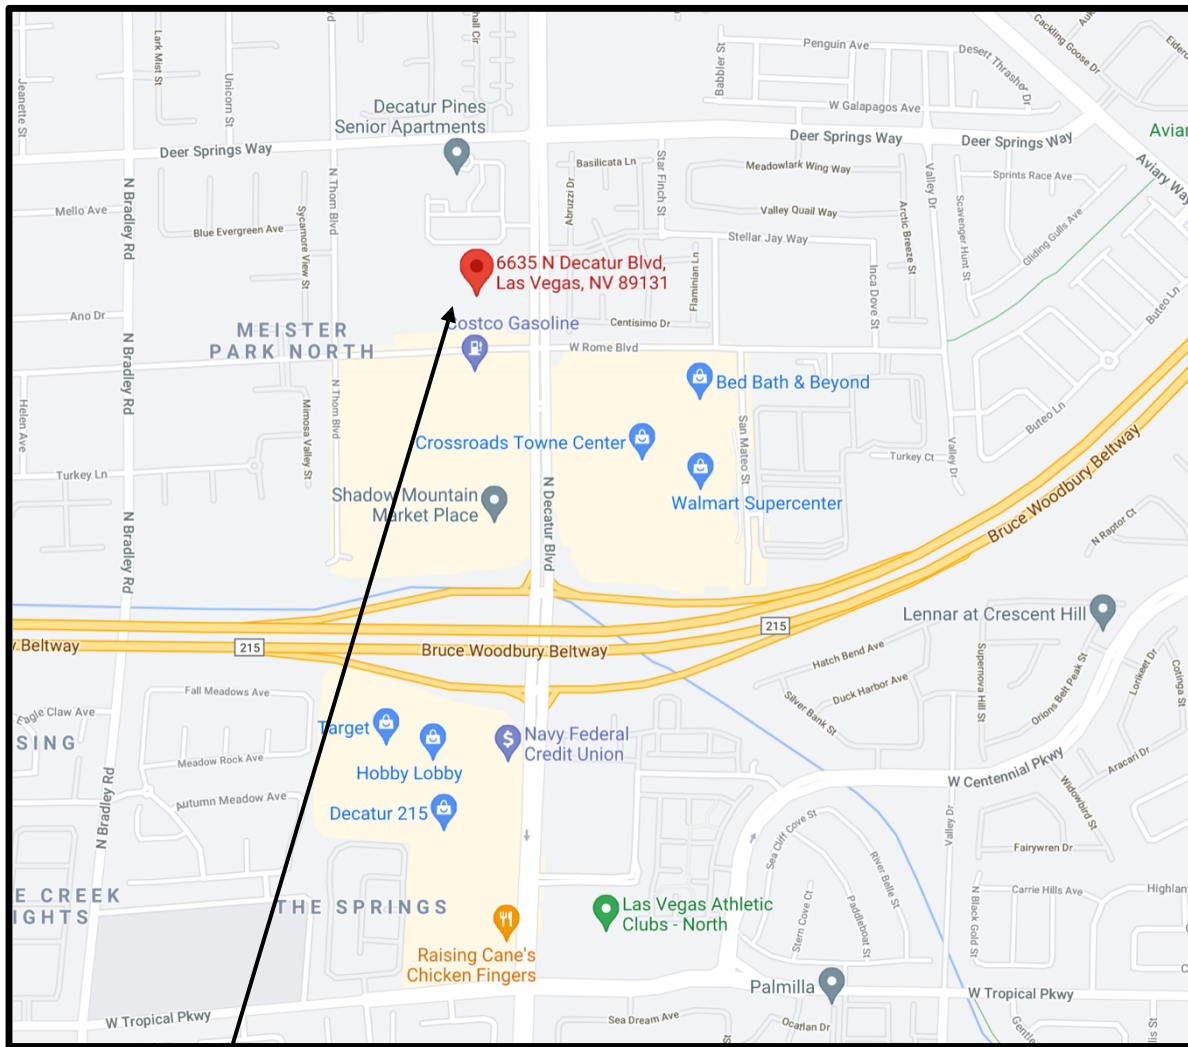 Penguin Ave
Cackling Goose Dr
Desert Thrasher Dr
Babbler St
W Galapagos Ave
Jeanette St
Lark Mist St
Unicorn St
Decatur Pines
Senior Apartments
Deer Springs Way
Deer Springs Way
Deer Springs Way
Aviary Way
Basilicata Ln
Star Finch St
Meadowlark Wing Way
Valley Dr
Sprints Race Ave
N Bradley Rd
N Thom Blvd
Abruzzi Dr
Mello Ave
Sycamore View St
Blue Evergreen Ave
Valley Quail Way
Arctic Breeze St
Scavenger Hunt St
Gliding Gulls Ave
Stellar Jay Way
6635 N Decatur Blvd,
Las Vegas, NV 89131
Flaminian Ln
Inca Dove St
Buteo Ln
Ano Dr
MEISTER
PARK NORTH
Costco Gasoline
Centisimo Dr
W Rome Blvd
N Bradley Rd
Bed Bath & Beyond
Helen Ave
N Thom Blvd
Mimosa Valley St
Crossroads Towne Center
San Mateo St
Buteo Ln
Valley Dr
Turkey Ct
Turkey Ln
Shadow Mountain
Market Place
Walmart Supercenter
N Decatur Blvd
Bruce Woodbury Beltway
N Raptor Ct
N Bradley Rd
Lennar at Crescent Hill
y Beltway
215
Bruce Woodbury Beltway
215
Hatch Bend Ave
Supernova Hill St
Orions Belt Peak St
Lorikeet Dr
Cotinga St
Duck Harbor Ave
Silver Bank St
Fall Meadows Ave
Eagle Claw Ave
SING
Target
Hobby Lobby
Navy Federal
Credit Union
Meadow Rock Ave
Aracari Dr
W Centennial Pkwy
Autumn Meadow Ave
N Bradley Rd
Decatur 215
Widowbird St
Sea Cliff Cove St
Valley Dr
River Belle St
Fairywren Dr
E CREEK
IGHTS
THE SPRINGS
Las Vegas Athletic
Clubs - North
Stern Cove Ct
Paddleboat St
N Black Gold St
Carrie Hills Ave
Raising Cane's
Chicken Fingers
Palmilla
W Tropical Pkwy
W Tropical Pkwy
Sea Dream Ave
Ocarlan Dr